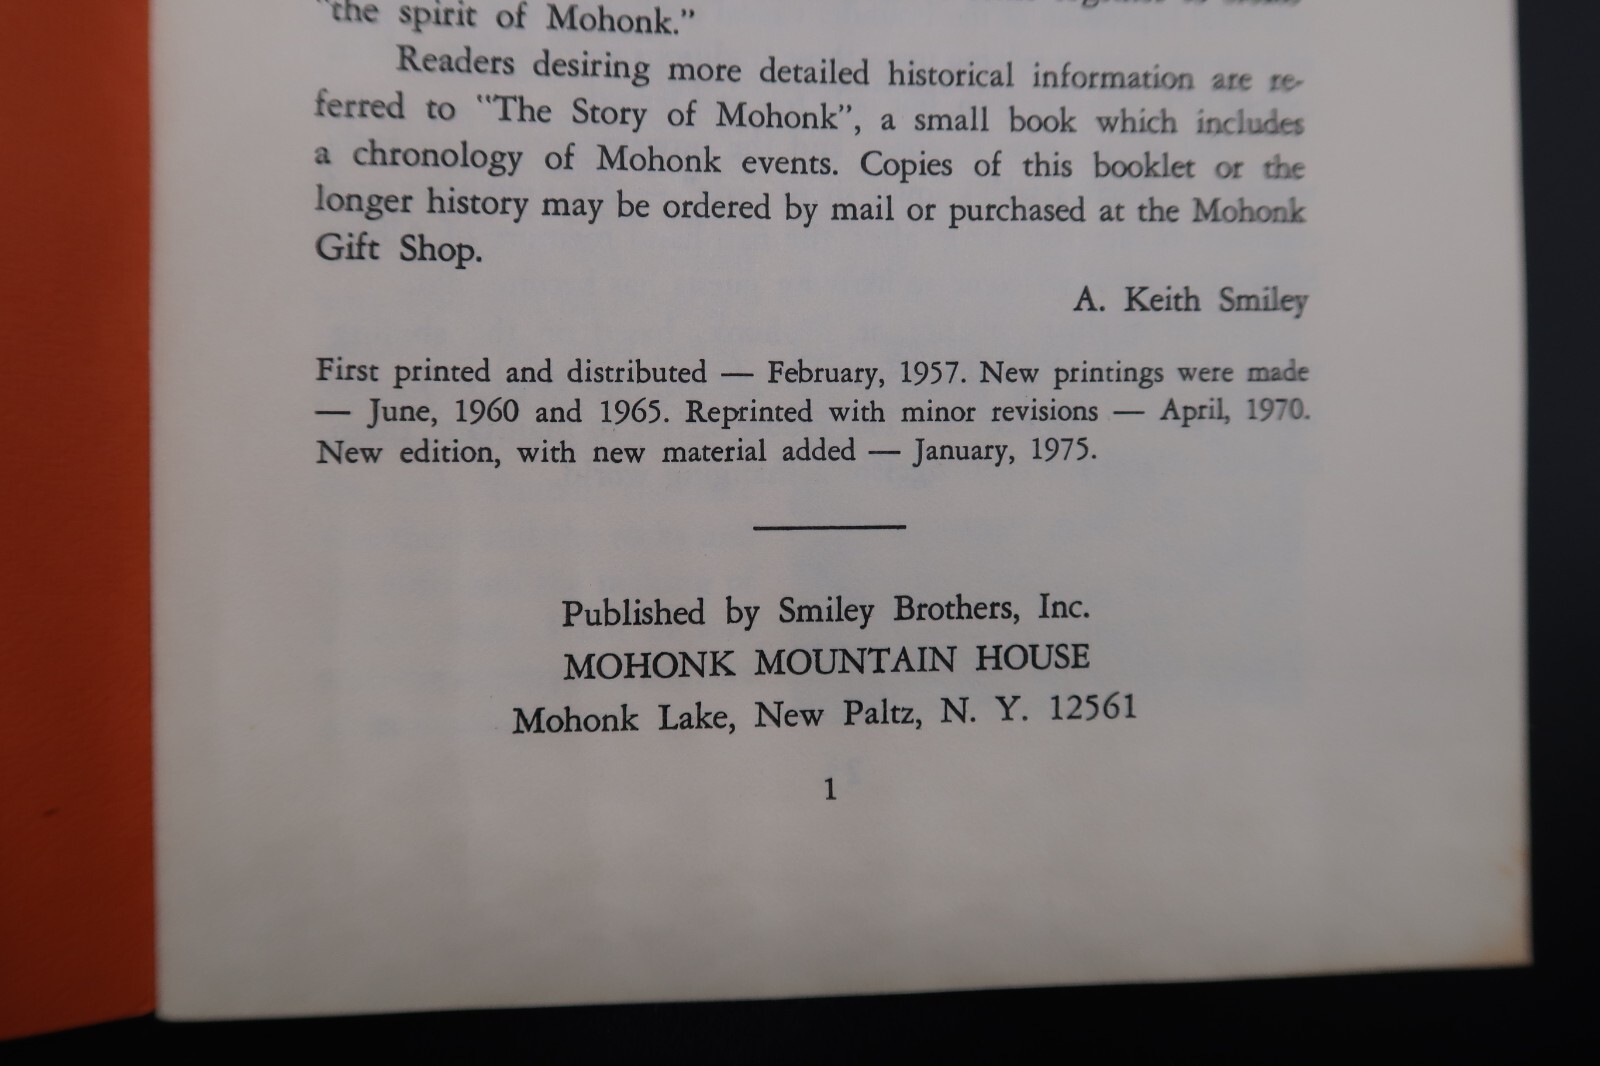 "the spirit of Mohonk."
Readers desiring more detailed historical information are re-
ferred to "The Story of Mohonk", a small book which includes
a chronology of Mohonk events. Copies of this booklet or the
longer history may be ordered by mail or purchased at the Mohonk
Gift Shop.
A. Keith Smiley
First printed and distributed — February, 1957. New printings were made
— June, 1960 and 1965. Reprinted with minor revisions — April, 1970.
New edition, with new material added — January, 1975.
Published by Smiley Brothers, Inc.
MOHONK MOUNTAIN HOUSE
Mohonk Lake, New Paltz, N. Y. 12561
1